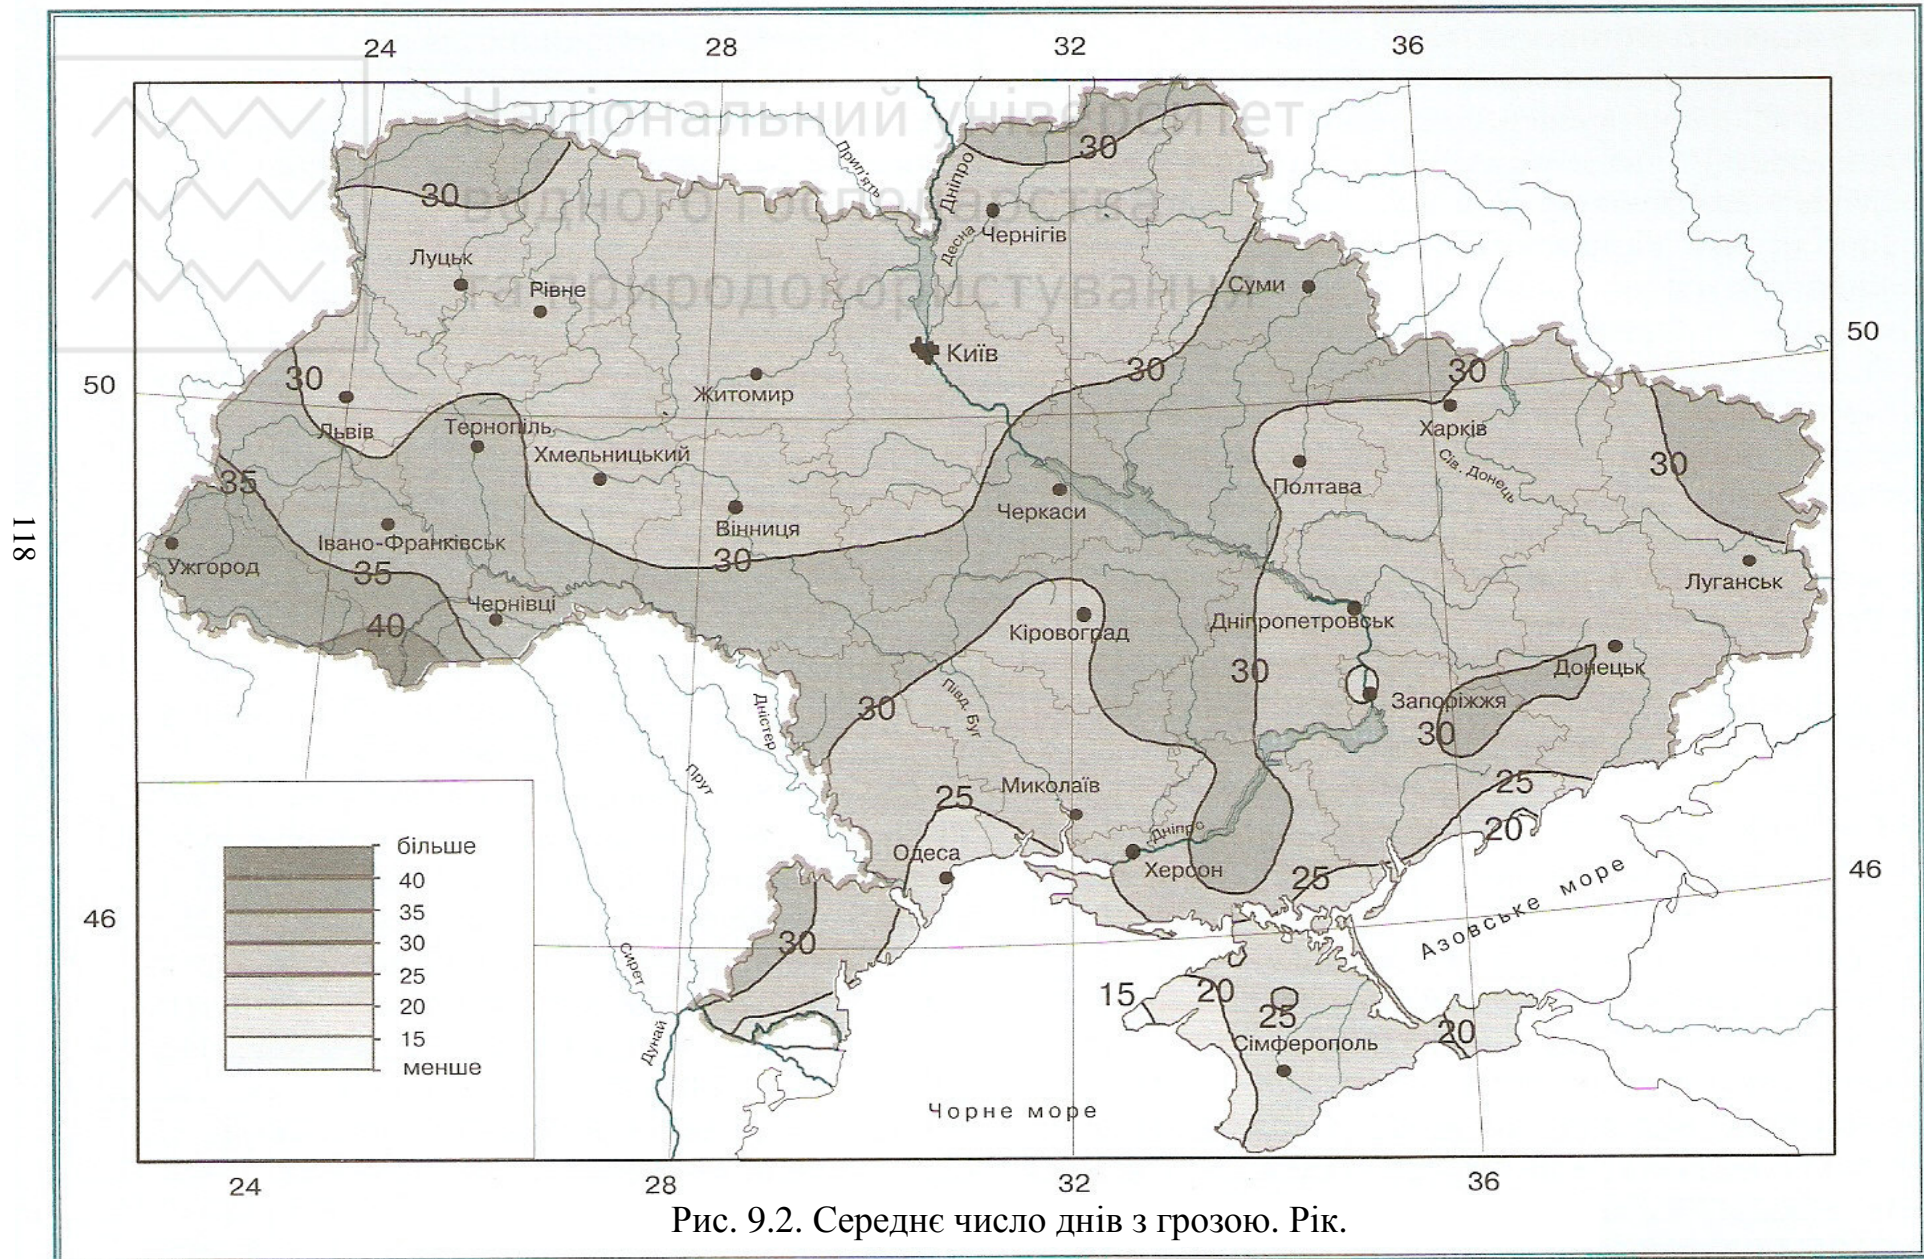 24 28 32 36
Національний університет
водного господарства
та природокористування
30
30
Прип'ять
Дніпро
Десна
Чернігів
Луцьк
Рівне
Суми
50
Київ
30
30
30
50
Житомир
Львів
Тернопіль
Хмельницький
Харків
30
Сів. Донець
35
Полтава
Черкаси
Вінниця
118
Івано-Франківськ
30
Ужгород
35
Луганськ
Чернівці
40
Кіровоград
Дніпропетровськ
30
Донецьк
30
Півд. Буг
Запоріжжя
Дністер
30
Прут
Миколаїв
25
25
20
Дніпро
більше
Одеса
Херсон
25
46
40
35
Азовське море
46
30
30
25
Сирет
15
20
25
20
20
15
Дунай
Сімферополь
менше
Чорне море
24 28 32 36
Рис. 9.2. Середнє число днів з грозою. Рік.